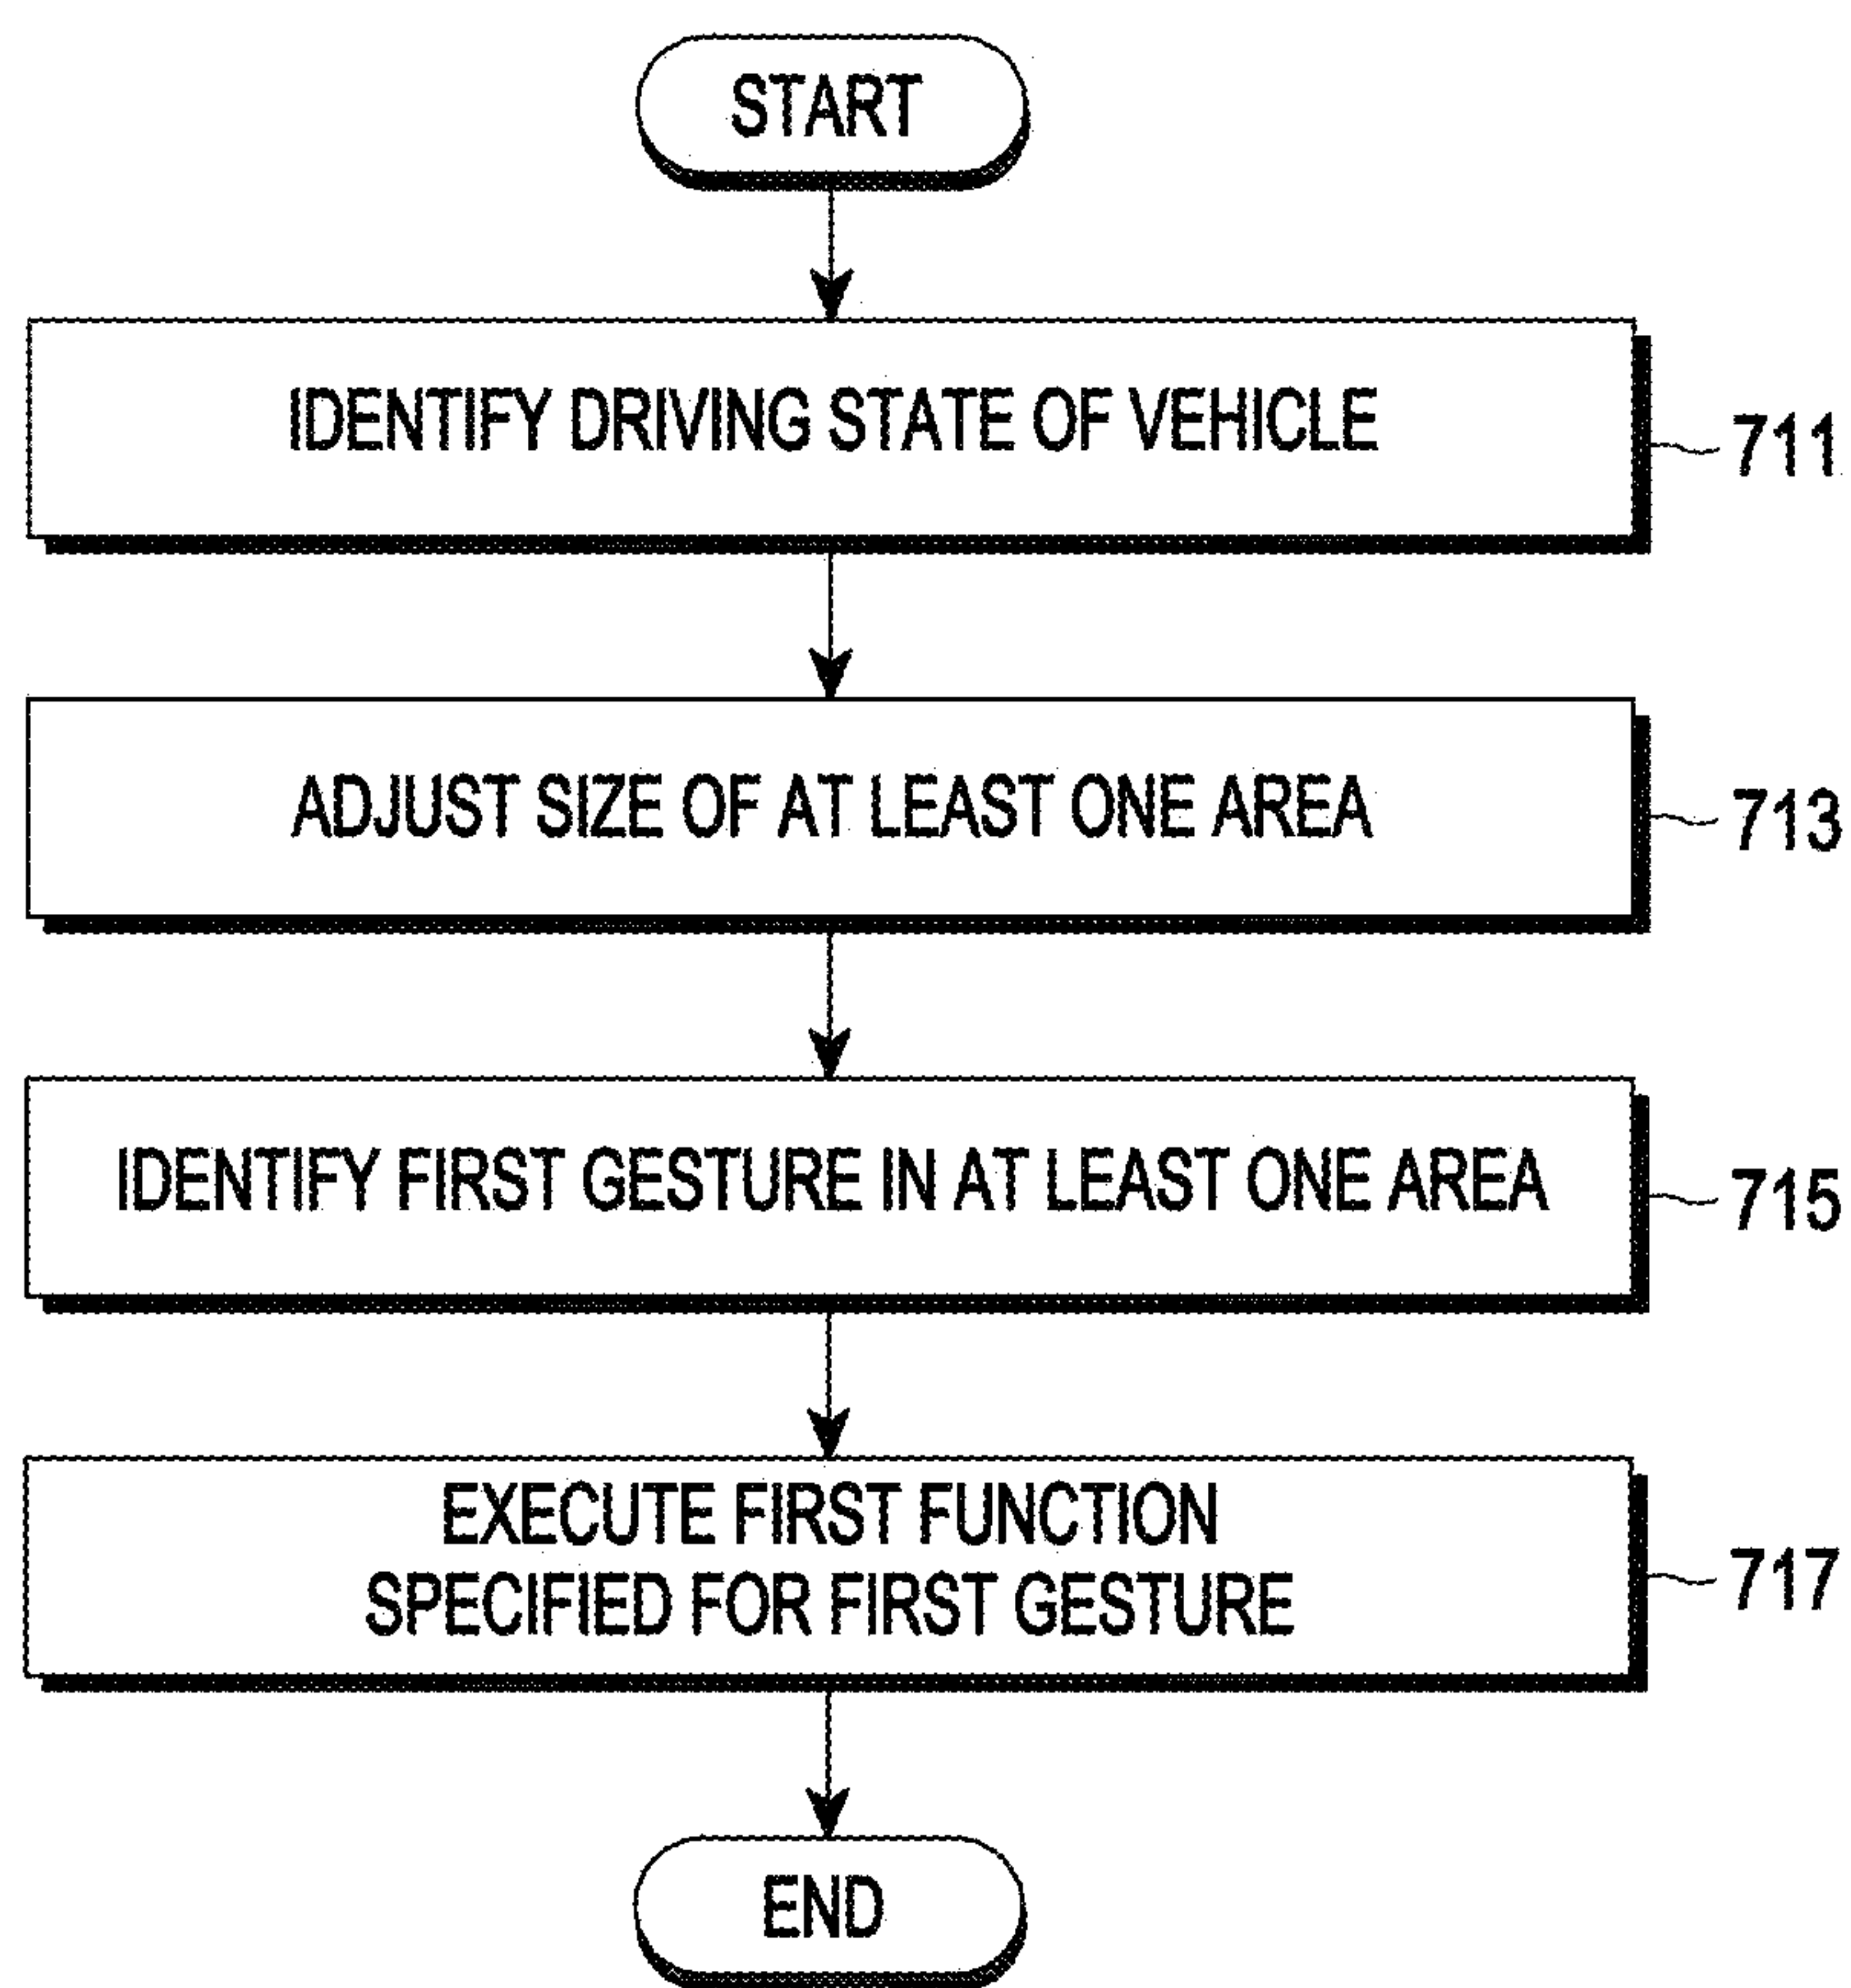 START
IDENTIFY DRIVING STATE OF VEHICLE
711
ADJUST SIZE OF AT LEAST ONE AREA
713
IDENTIFY FIRST GESTURE IN AT LEAST ONE AREA
715
EXECUTE FIRST FUNCTION
SPECIFIED FOR FIRST GESTURE
717
END